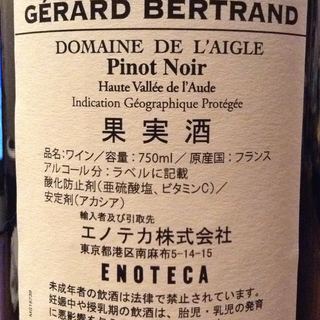 GÉRARD BERTRAND
DOMAINE DE L'AIGLE
Pinot Noir
Haute Vallée de l'Aude
Indication Géographique Protégée
果実酒
品名:ワイン/容量:750ml/原産国:フランス
アルコール分:ラベルに記載
酸化防止剤(亜硫酸塩、ビタミンC)/
安定剤(アカシア)
輸入者及び引取先
エノテカ株式会社
東京都港区南麻布5-14-15
ENOTECA
未成年者の飲酒は法律で禁止されています。
妊娠中や授乳期の飲酒は、胎児・乳児の発育
に悪影響を与